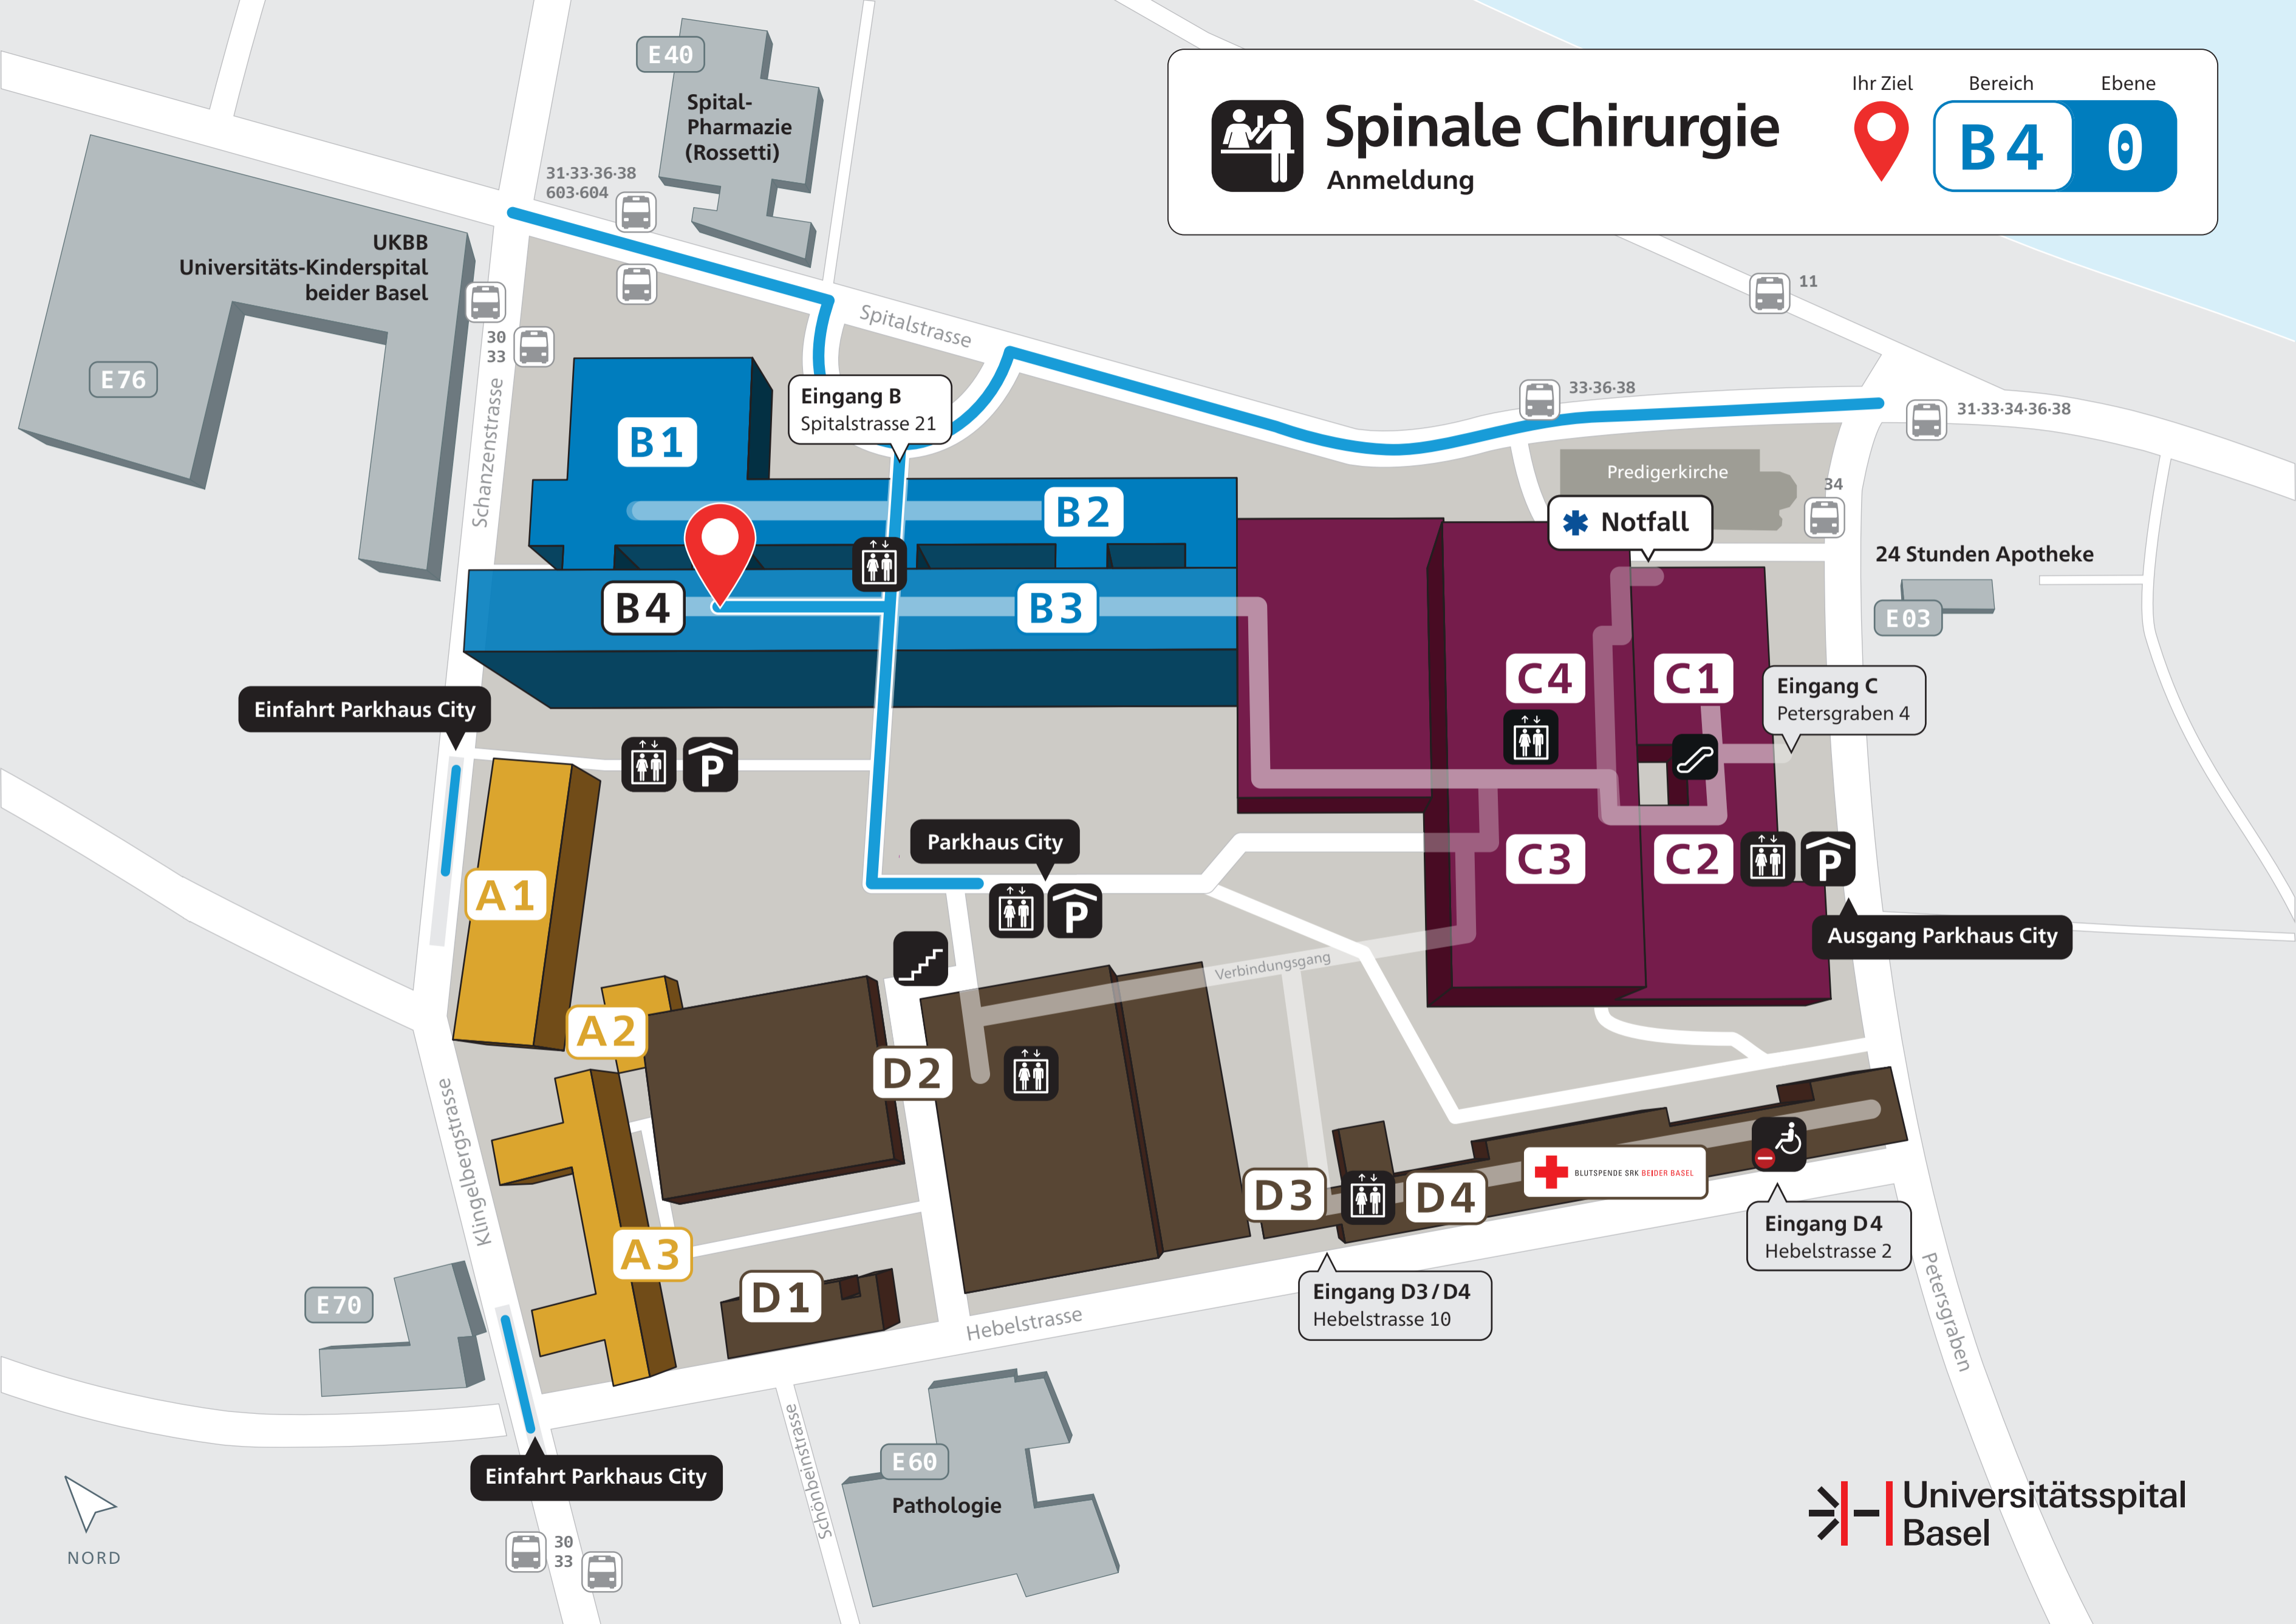 Spinale Chirurgie
Anmeldung
Ihr Ziel
Bereich
Ebene
B4
0
E40
Spital-
Pharmazie
(Rossetti)
31·33·36·38
603·604
UKBB
Universitäts-Kinderspital
beider Basel
E76
30
33
Schanzenstrasse
Spitalstrasse
11
33·36·38
31·33·34·36·38
Eingang B
Spitalstrasse 21
B1
B2
B4
B3
Predigerkirche
34
Notfall
24 Stunden Apotheke
E03
C4
C1
Eingang C
Petersgraben 4
Einfahrt Parkhaus City
P
Parkhaus City
P
C3
C2
P
Ausgang Parkhaus City
A1
A2
A3
Verbindungsgang
D2
D3
D4
BLUTSPENDE SRK BEIDER BASEL
Eingang D4
Hebelstrasse 2
Eingang D3/D4
Hebelstrasse 10
D1
Hebelstrasse
Klingelbergstrasse
Petersgraben
E70
Einfahrt Parkhaus City
Schönbeinstrasse
E60
Pathologie
30
33
NORD
Universitätsspital
Basel